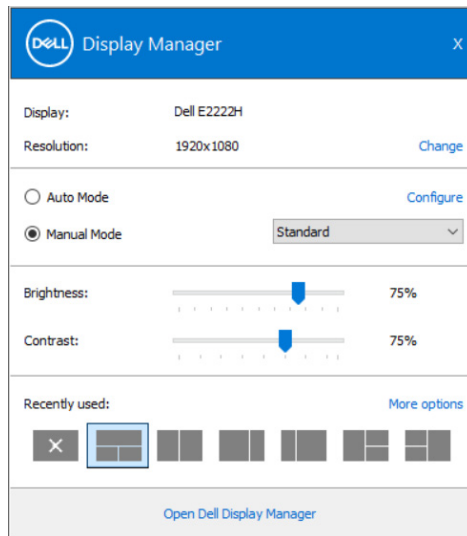 DELL Display Manager X
Display: Dell E2222H
Resolution: 1920x1080 Change
Auto Mode Configure
Manual Mode Standard
Brightness: 75%
Contrast: 75%
Recently used: More options
Open Dell Display Manager